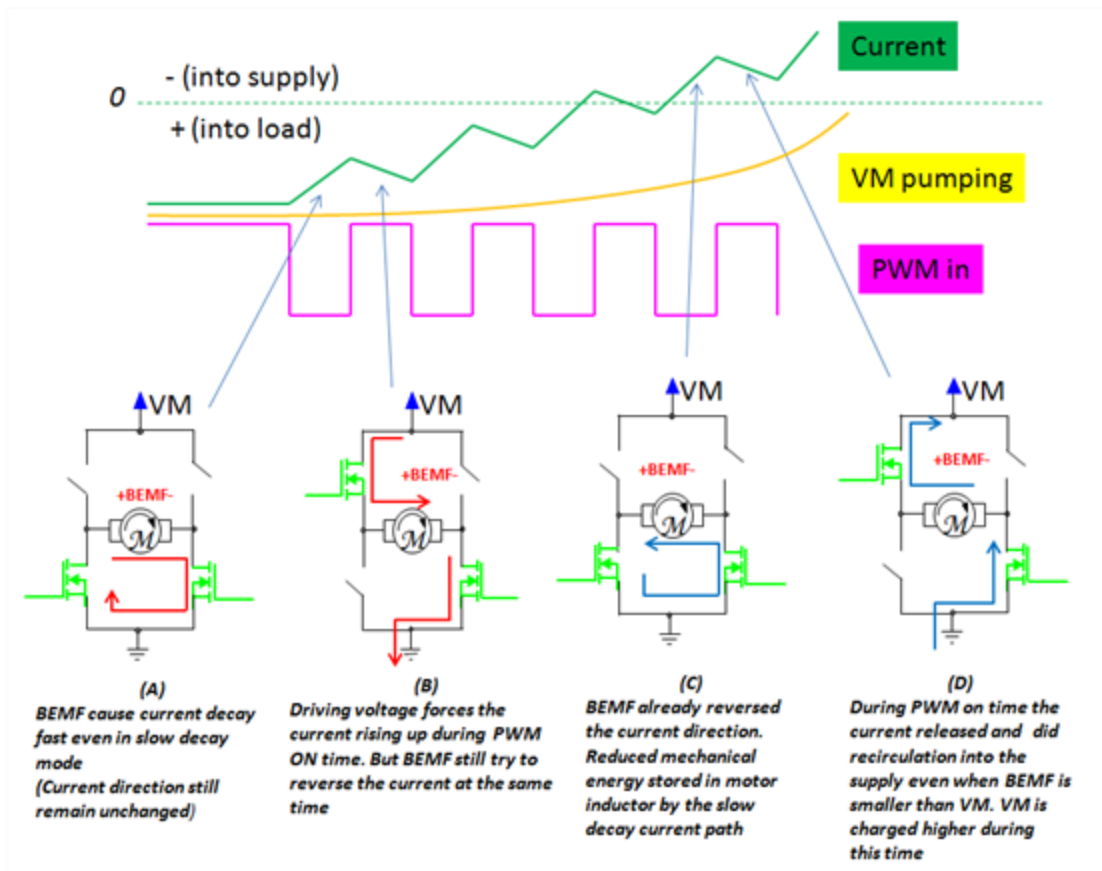 Current
- (into supply)
0
+ (into load)
VM pumping
PWM in
VM
VM
VM
VM
+BEMF-
+BEMF-
+BEMF-
+BEMF-
M
M
M
M
(A)
BEMF cause current decay
fast even in slow decay
mode
(Current direction still
remain unchanged)
(B)
Driving voltage forces the
current rising up during PWM
ON time. But BEMF still try to
reverse the current at the same
time
(C)
BEMF already reversed
the current direction.
Reduced mechanical
energy stored in motor
inductor by the slow
decay current path
(D)
During PWM on time the
current released and did
recirculation into the
supply even when BEMF is
smaller than VM. VM is
charged higher during
this time